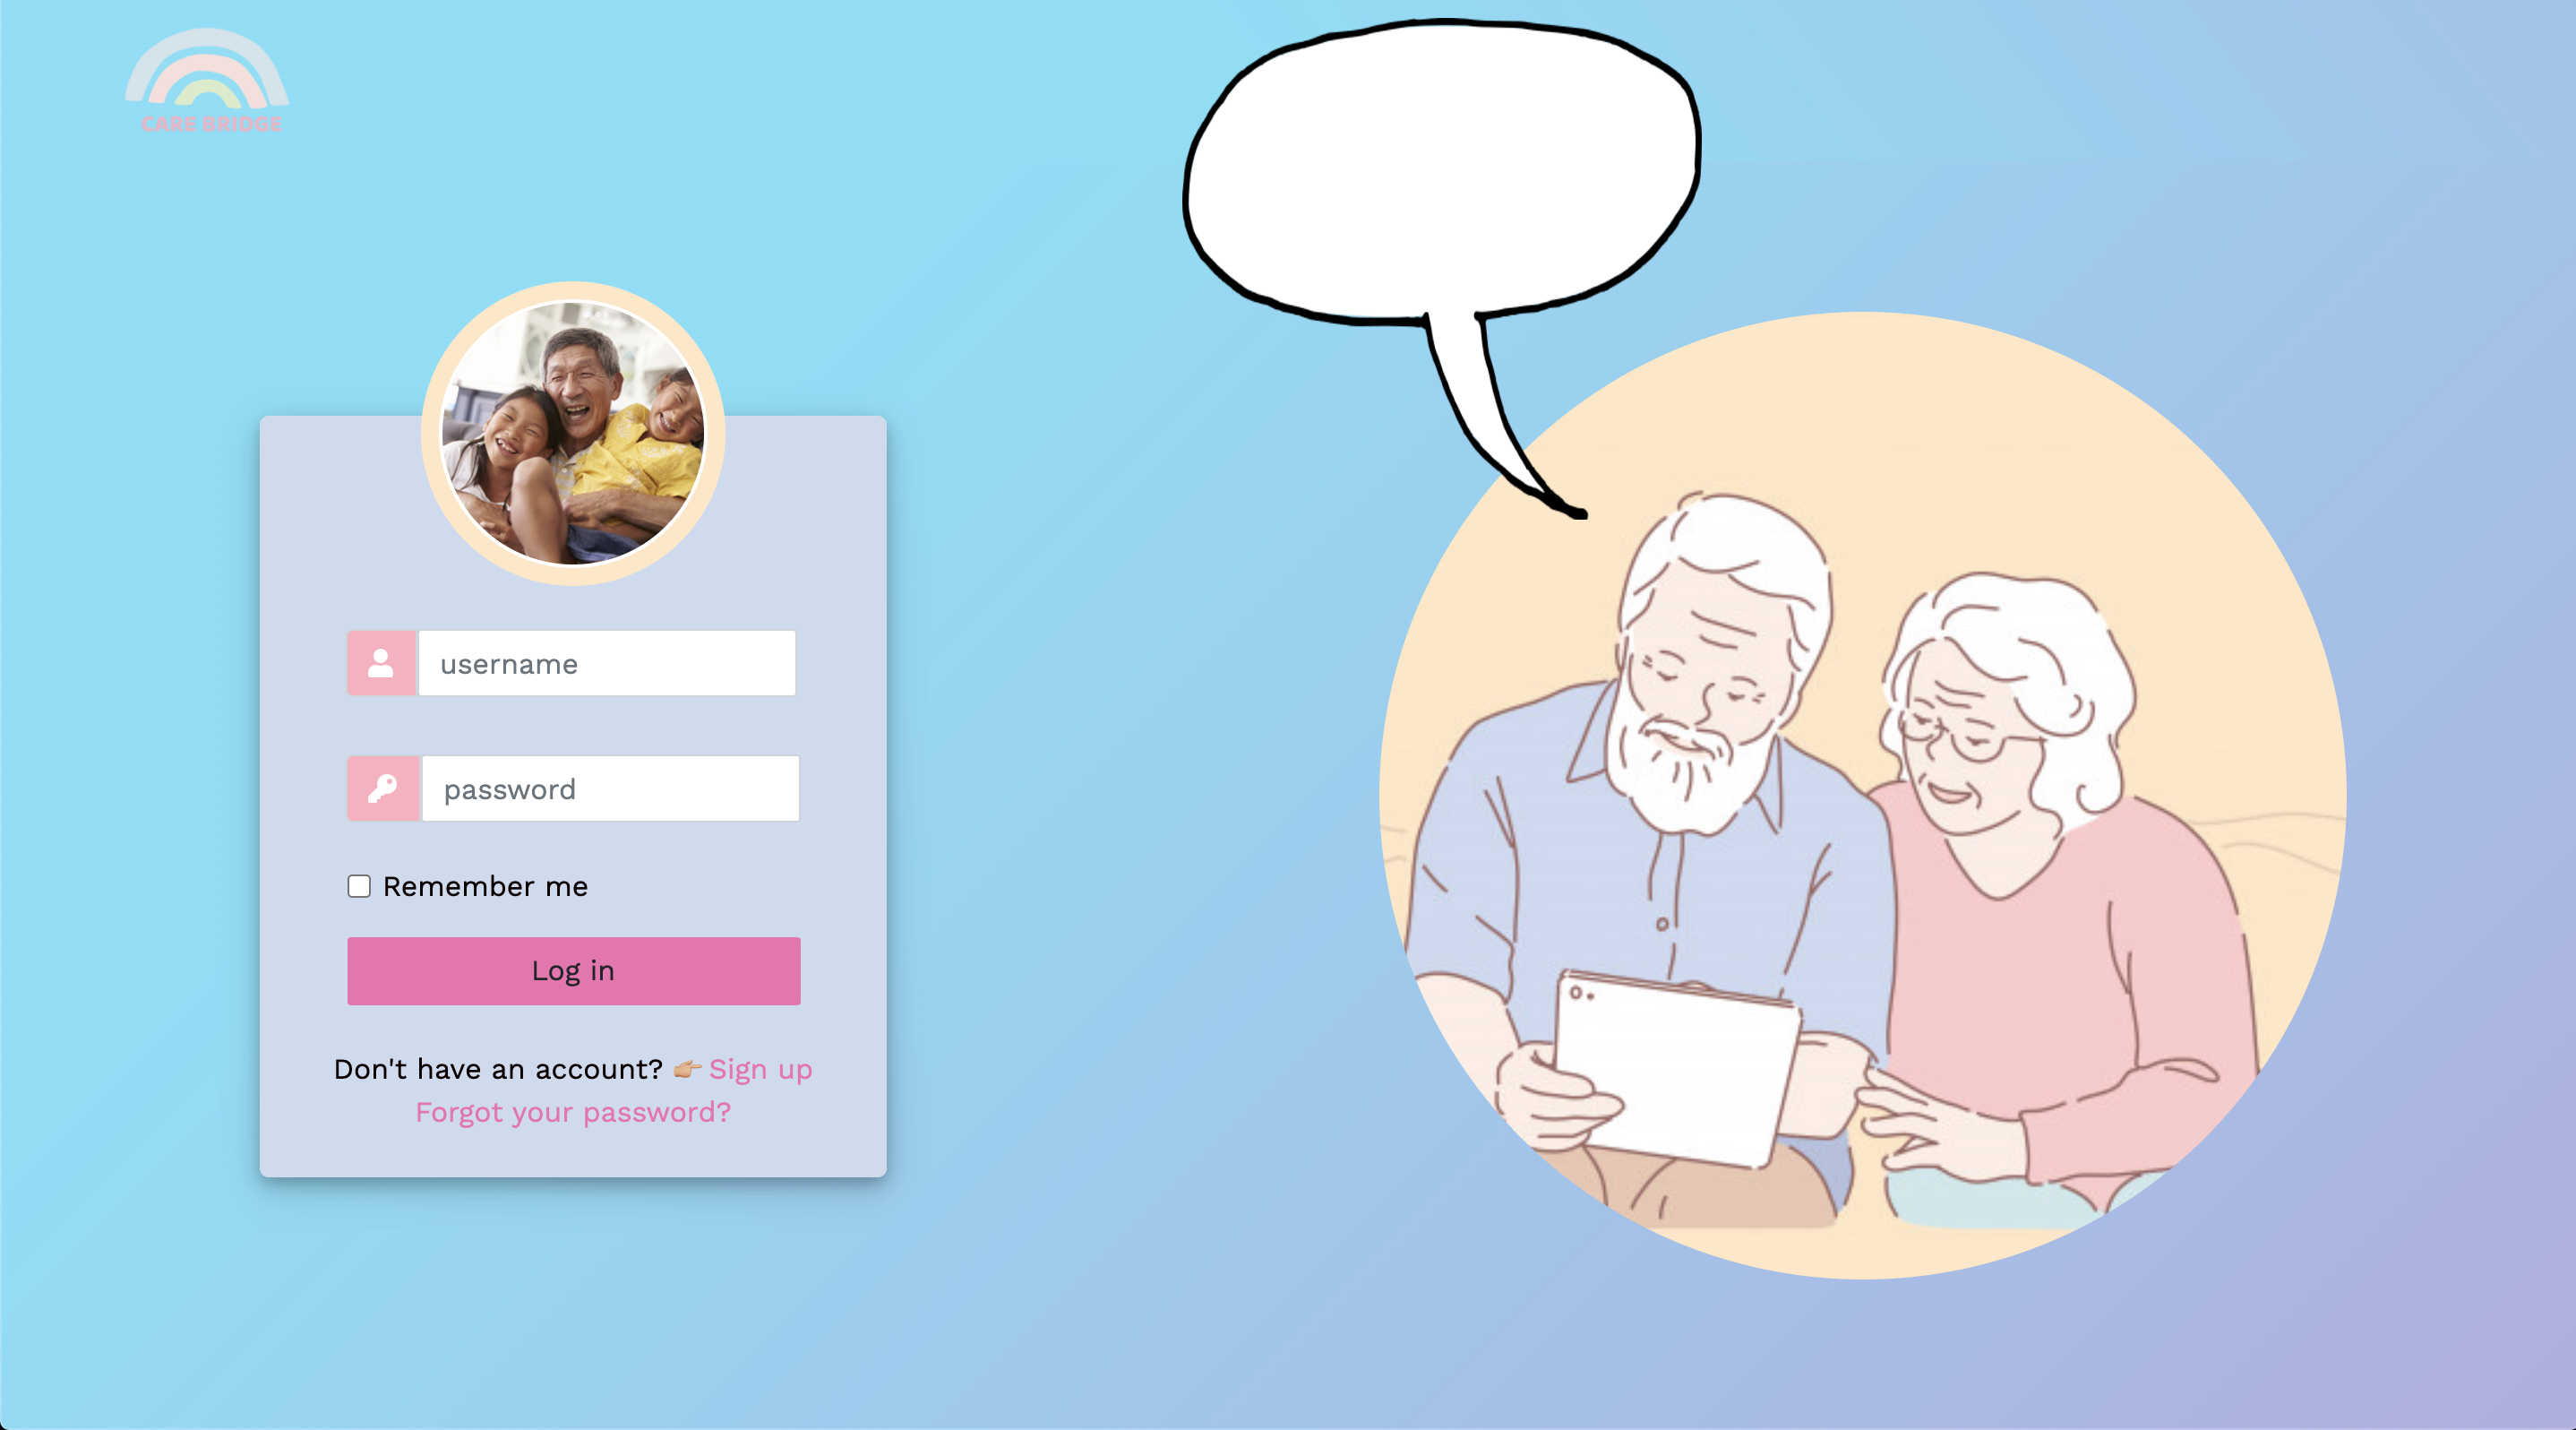 CARE BRIDGE
username
password
Remember me
Log in
Don't have an account? 👉🏼 Sign up
Forgot your password?